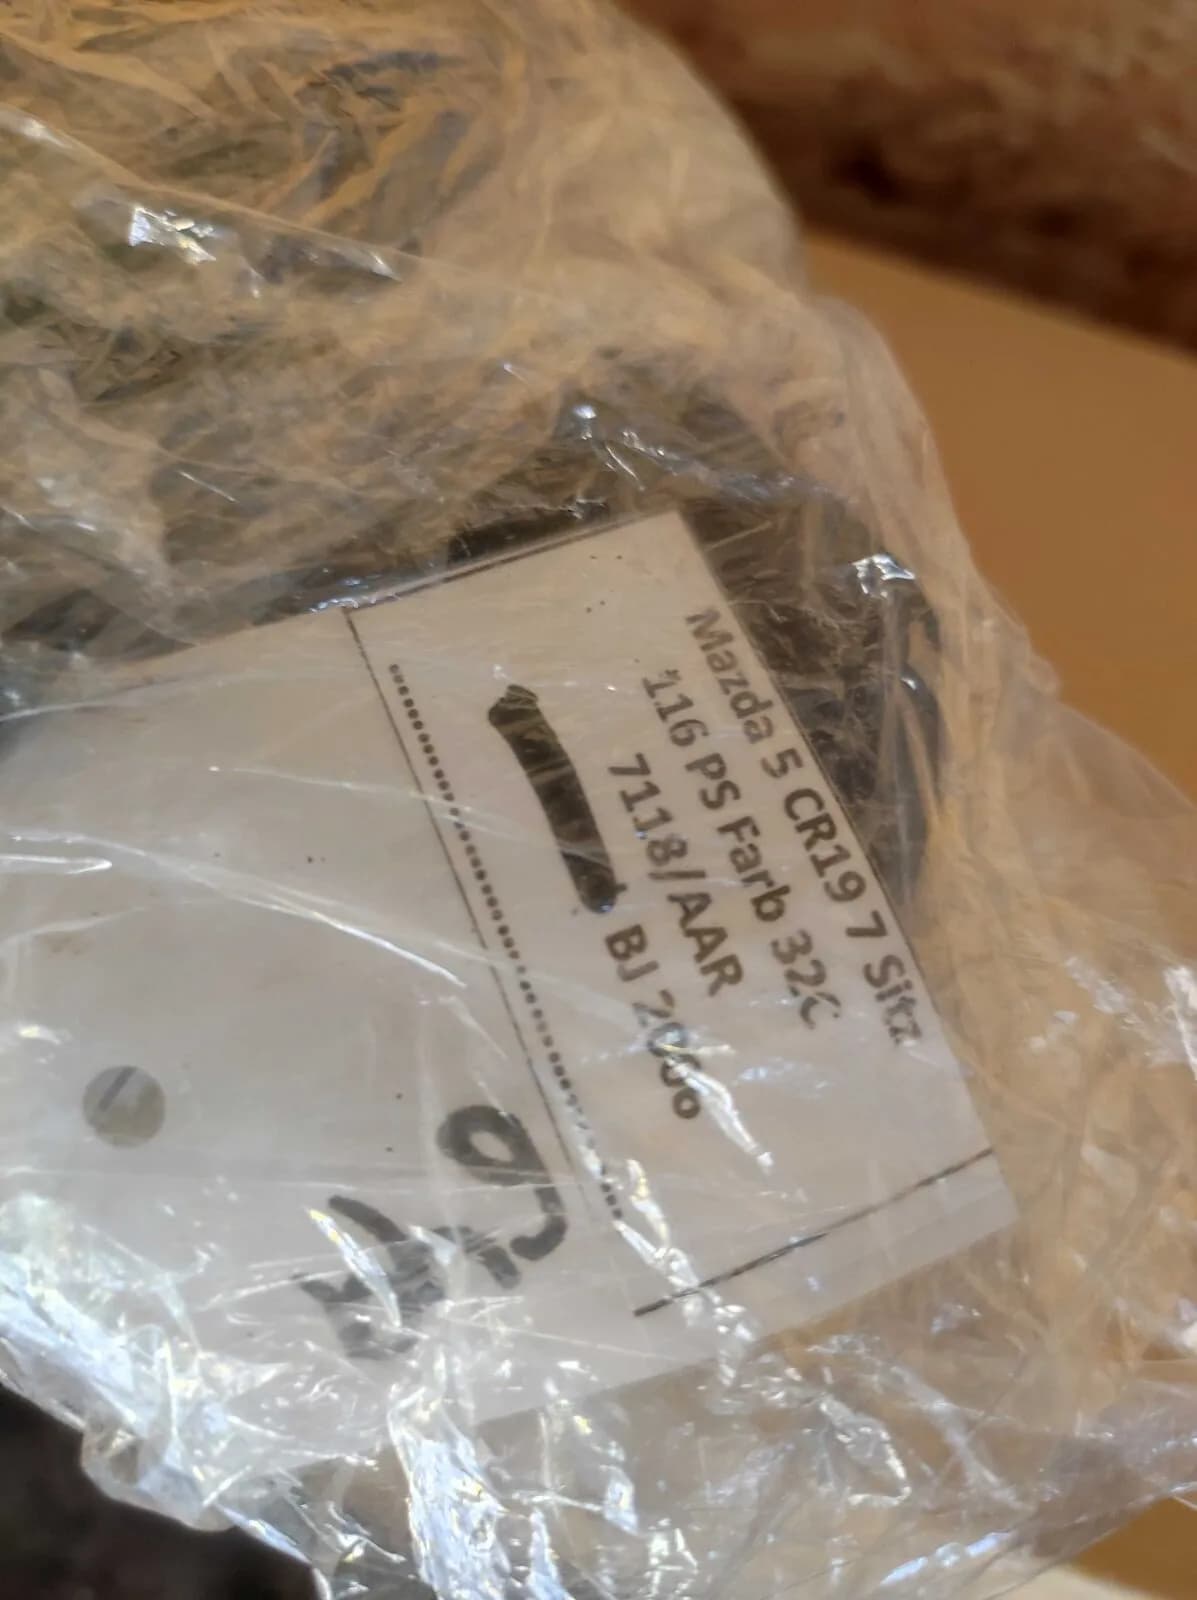 Mazda 5 CR19 7 Sitz
116 PS Farb 32C
7118/AAR
BJ 2006